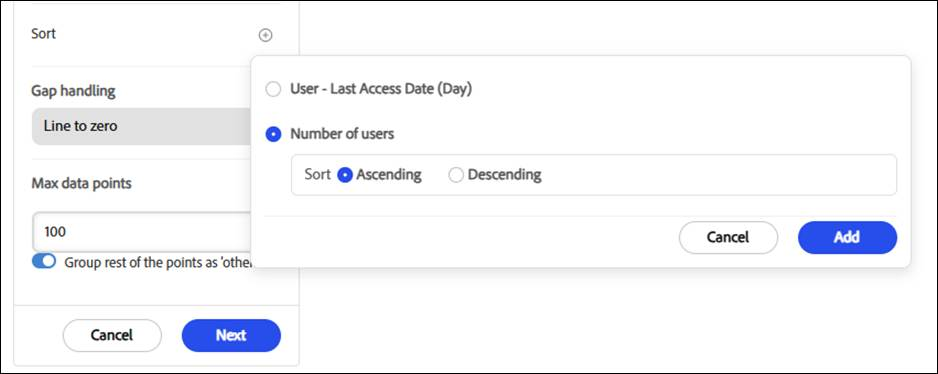 Sort
User - Last Access Date (Day)
Gap handling
Line to zero
Number of users
Sort Ascending Descending
Max data points
100
Cancel Add
Group rest of the points as 'other
Cancel Next